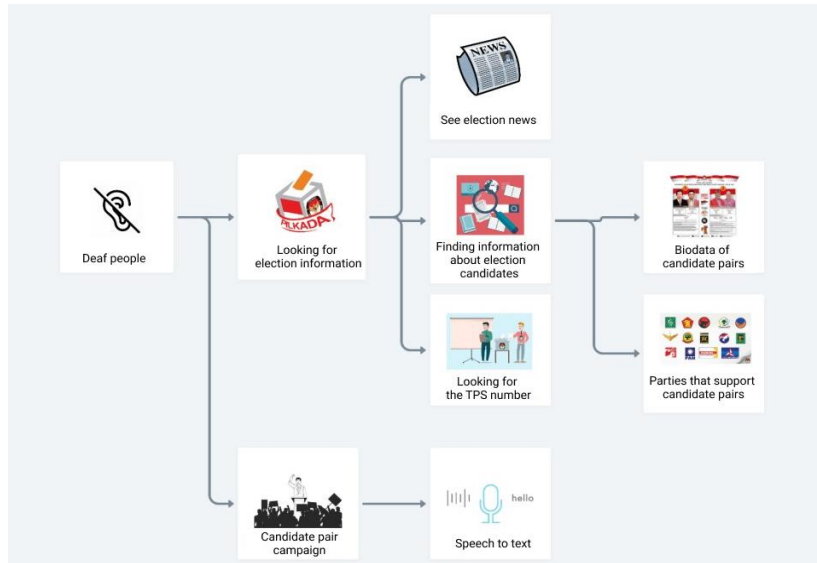 NEWS
See election news
Deaf people
PILKADA
Looking for
election information
Finding information
about election
candidates
Biodata of
candidate pairs
Looking for
the TPS number
PAN
Parties that support
candidate pairs
Candidate pair
campaign
hello
Speech to text